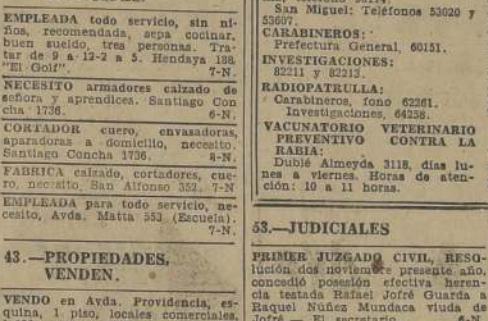 EMPLEADA todo servicio, sin ni-
ños, recomendada, sepa cocinar,
buen sueldo, tres personas. Tra-
tar de 9 a 12-2 a 5. Hendaya 188
"El Golf". 7-N.
NECESITO armadores calzado de
señora y aprendices. Santiago Con
cha 1736. 6-N.
CORTADOR cuero, envasadoras,
aparadoras a domicilio, necesito.
Santiago Concha 1736. 8-N.
FABRICA calzado, cortadores, cue-
ro, necesito, San Alfonso 352. 7-N
EMPLEADA para todo servicio, ne-
cesito, Avda. Matta 553 (Escuela).
7-N.
43.—PROPIEDADES,
VENDEN.
VENDO en Avda. Providencia, es-
quina, 1 piso, locales comerciales,
San Miguel: Teléfonos 53020 y
53607.
CARABINEROS:
Prefectura General, 60151.
INVESTIGACIONES:
82211 y 82213.
RADIOPATRULLA:
Carabineros, fono 62261.
Investigaciones, 64258.
VACUNATORIO VETERINARIO
PREVENTIVO CONTRA LA
RABIA:
Dublé Almeyda 3118, días lu-
nes a viernes. Horas de aten-
ción: 10 a 11 horas.
53.—JUDICIALES
PRIMER JUZGADO CIVIL, RESO-
lución dos noviembre presente año,
concedió posesión efectiva heren-
cia testada Rafael Jofré Guarda a
Raquel Núñez Mundaca viuda de
Jofré — El secretario. 6-N.